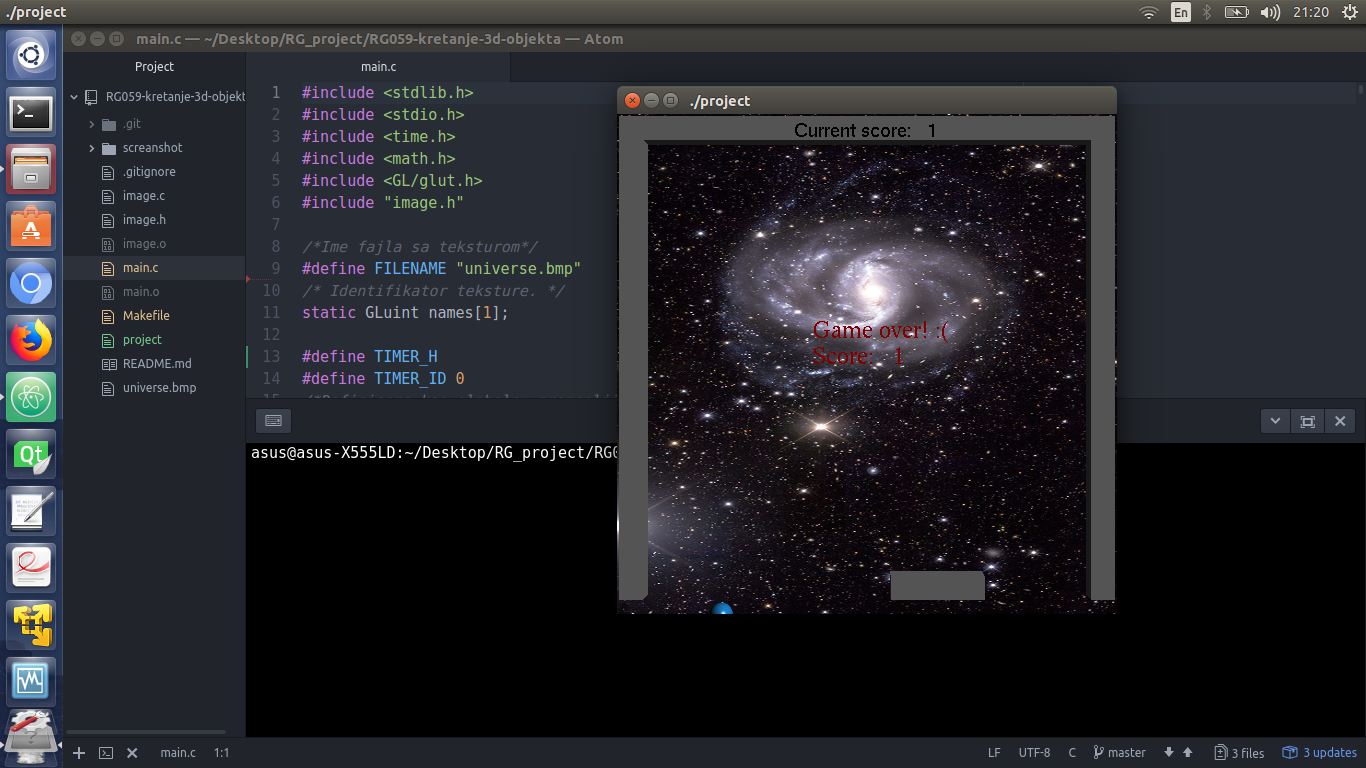 ./project
En
21:20
main.c — ~/Desktop/RG_project/RG059-kretanje-3d-objekta — Atom
Project
main.c
RG059-kretanje-3d-objekt
.git
screanshot
.gitignore
image.c
image.h
image.o
main.c
main.o
Makefile
project
README.md
universe.bmp
1 #include <stdlib.h>
2 #include <stdio.h>
3 #include <time.h>
4 #include <math.h>
5 #include <GL/glut.h>
6 #include "image.h"
7
8 /*Ime fajla sa teksturom*/
9 #define FILENAME "universe.bmp"
10 /* Identifikator teksture. */
11 static GLuint names[1];
12
13 #define TIMER_H
14 #define TIMER_ID 0
./project
Current score: 1
Game over! :(
Score: 1
asus@asus-X555LD:~/Desktop/RG_project/RG0
Qt
main.c 1:1
LF UTF-8 C master 3 files 3 updates